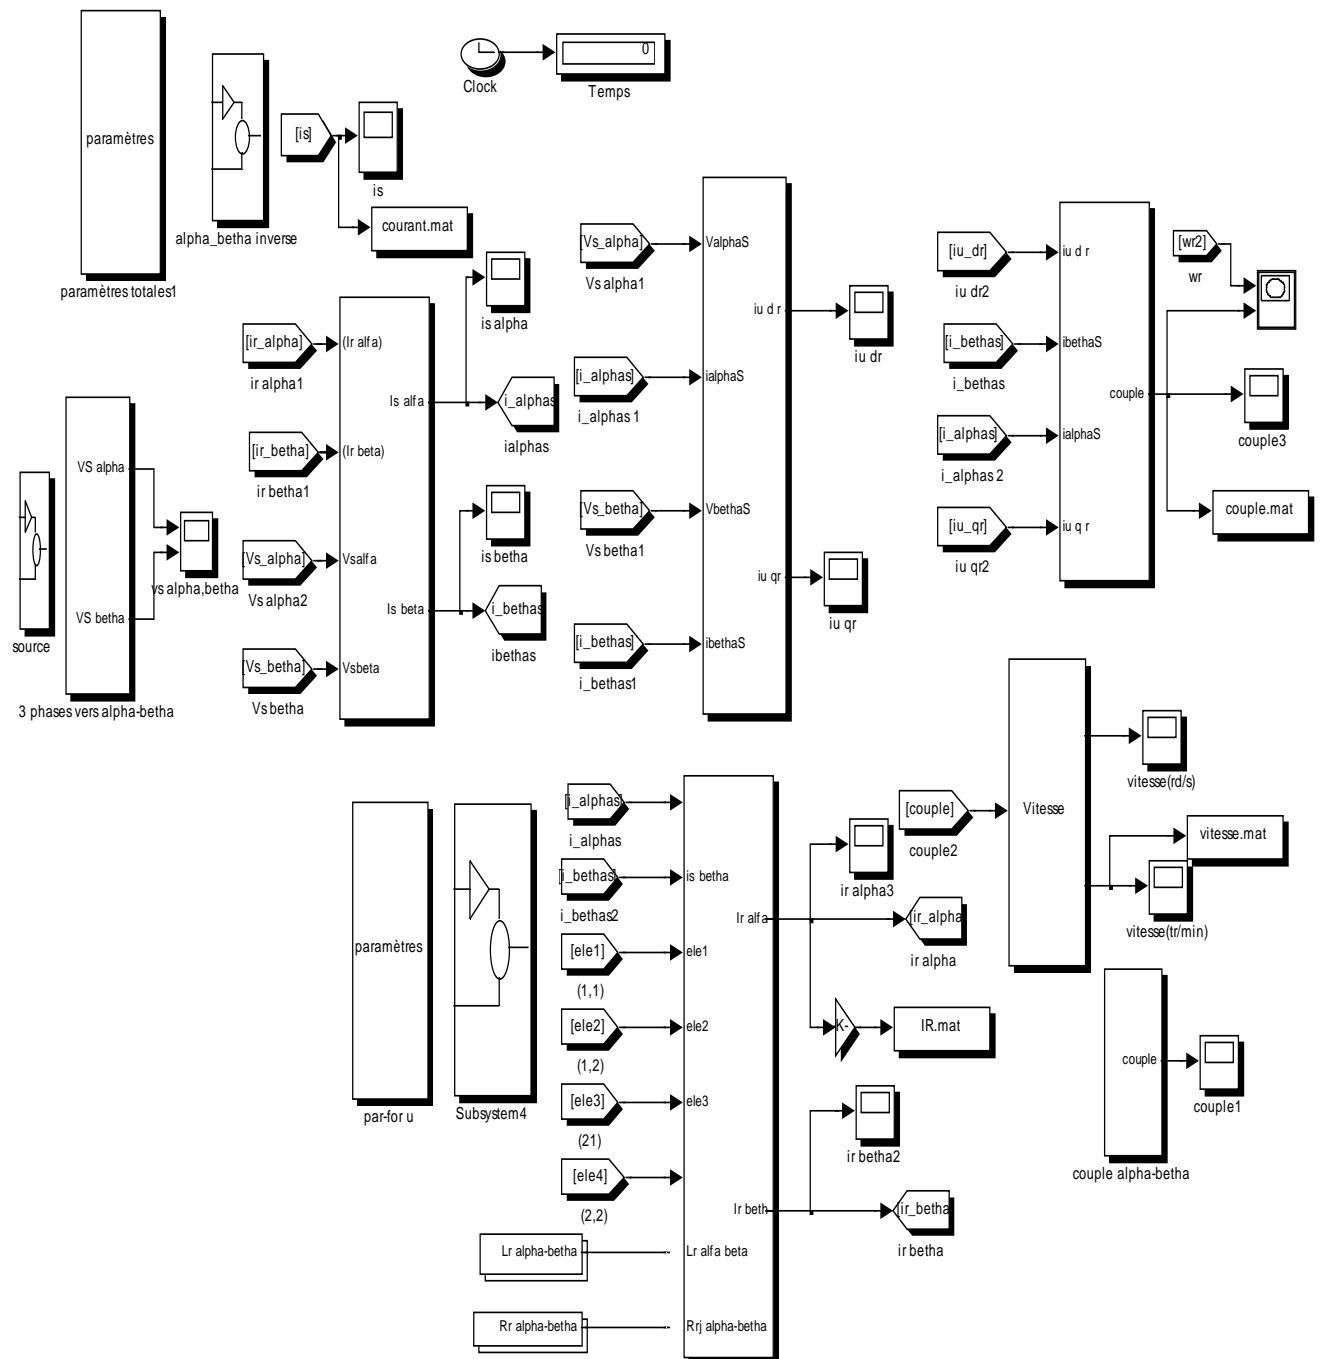 0
Clock
Temps
paramètres
paramètres totales1
alpha_betha inverse
[is]
is
courant.mat
is alpha
[ir_alpha]
ir alpha1
(Ir alfa)
[ir_betha]
ir betha1
(Ir beta)
[Vs_alpha]
Vs alpha2
Vsalfa
[Vs_betha]
Vs betha
Vsbeta
Is alfa
i_alphas
ialphas
is betha
Is beta
i_bethas
ibethas
VS alpha
VS betha
vs alpha,betha
source
3 phases vers alpha-betha
[Vs_alpha]
Vs alpha1
ValphaS
[i_alphas]
i_alphas 1
ialphaS
[Vs_betha]
Vs betha1
VbethaS
[i_bethas]
i_bethas1
ibethaS
iu d r
iu dr
iu qr
iu qr
[iu_dr]
iu dr2
iu d r
[i_bethas]
i_bethas
ibethaS
[i_alphas]
i_alphas 2
ialphaS
[iu_qr]
iu qr2
iu q r
couple
[wr2]
wr
couple3
couple.mat
paramètres
par-for u
Subsystem4
[i_alphas]
i_alphas
[i_bethas]
i_bethas2
is betha
[ele1]
(1,1)
ele1
[ele2]
(1,2)
ele2
[ele3]
(21)
ele3
[ele4]
(2,2)
Lr alpha-betha
Lr alfa beta
Rr alpha-betha
Rrj alpha-betha
Ir alfa
ir alpha3
[ir_alpha
ir alpha
K-
IR.mat
Ir beth
ir betha2
[ir_betha
ir betha
[couple]
couple2
Vitesse
vitesse(rd/s)
vitesse.mat
vitesse(tr/min)
couple
couple1
couple alpha-betha